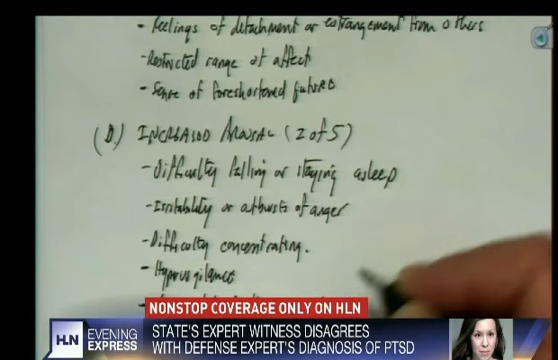 - Feelings of detachment or estrangement from others
- Restricted range of affect
- Sense of foreshortened future
(D.) INCREASED AROUSAL (2 of 5)
- Difficulty falling or staying asleep
- Irritability or outbursts of anger
- Difficulty concentrating.
- Hypervigilance
NONSTOP COVERAGE ONLY ON HLN
HLN EVENING EXPRESS
STATE'S EXPERT WITNESS DISAGREES
WITH DEFENSE EXPERT'S DIAGNOSIS OF PTSD